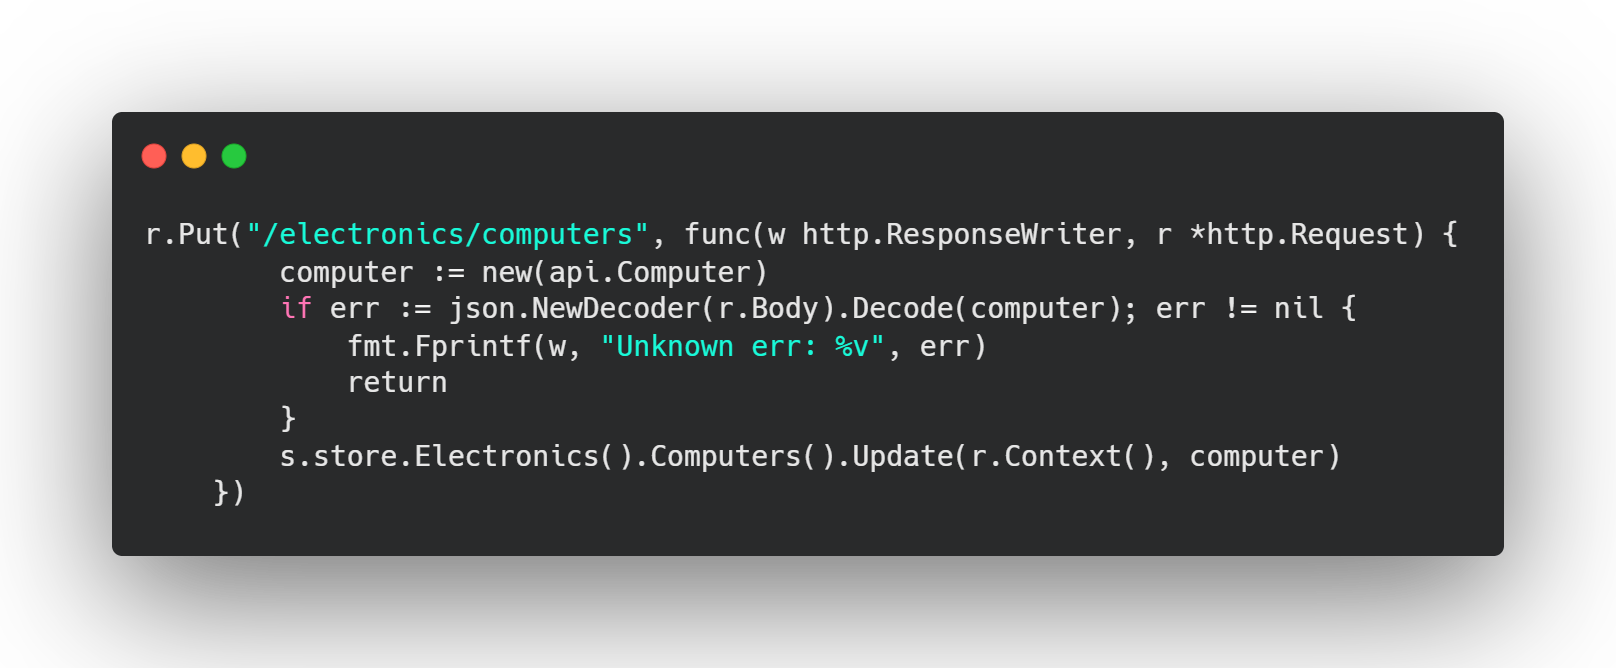 r.Put("/electronics/computers", func(w http.ResponseWriter, r *http.Request) {
        computer := new(api.Computer)
        if err := json.NewDecoder(r.Body).Decode(computer); err != nil {
            fmt.Fprintf(w, "Unknown err: %v", err)
            return
        }
        s.store.Electronics().Computers().Update(r.Context(), computer)
    })